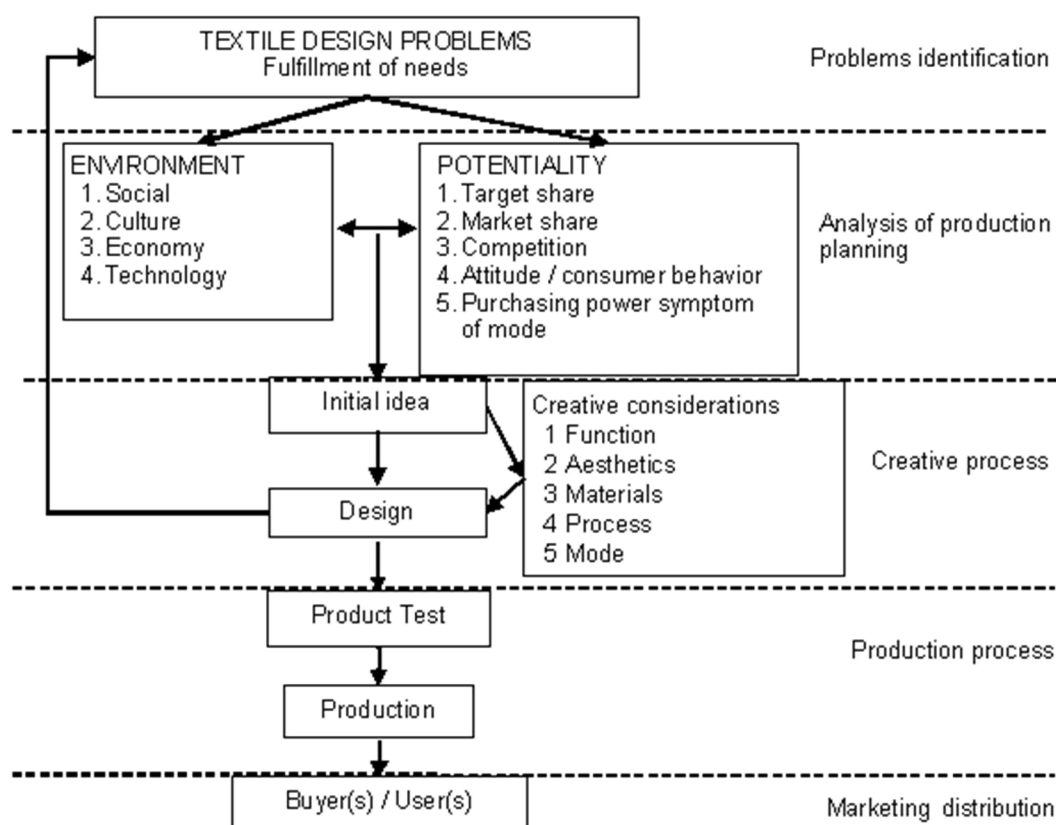 TEXTILE DESIGN PROBLEMS
Fulfillment of needs
Problems identification
ENVIRONMENT
1. Social
2. Culture
3. Economy
4. Technology
POTENTIALITY
1. Target share
2. Market share
3. Competition
4. Attitude / consumer behavior
5. Purchasing power symptom
of mode
Analysis of production
planning
Initial idea
Creative considerations
1 Function
2 Aesthetics
3 Materials
4 Process
5 Mode
Creative process
Design
Product Test
Production process
Production
Buyer(s) / User(s)
Marketing distribution